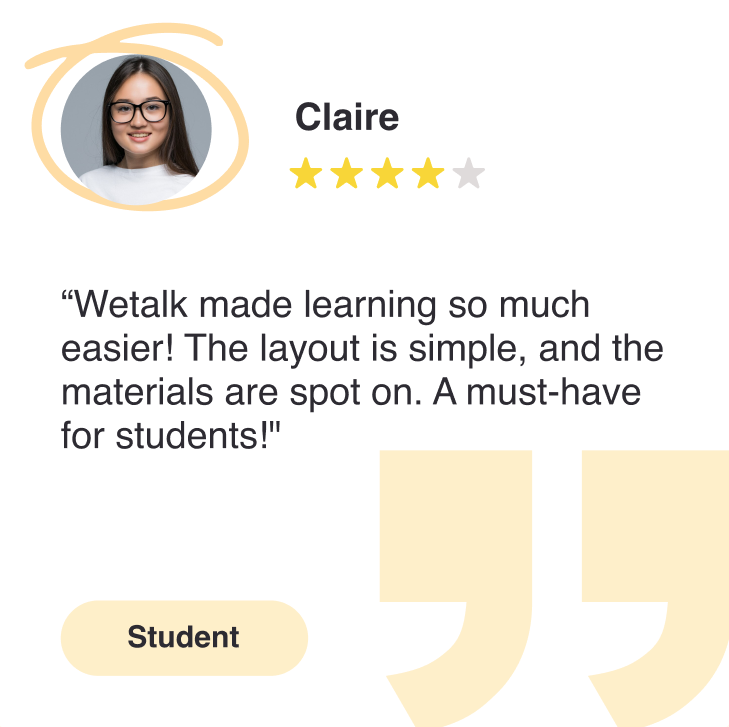 Claire
“Wetalk made learning so much
easier! The layout is simple, and the
materials are spot on. A must-have
for students!"
Student